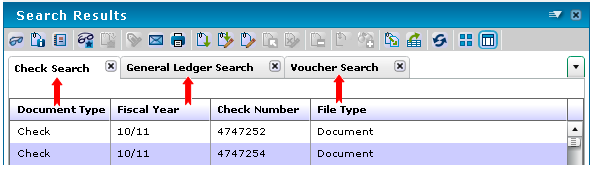 Search Results
Check Search General Ledger Search Voucher Search
Document Type Fiscal Year Check Number File Type
Check 10/11 4747252 Document
Check 10/11 4747254 Document